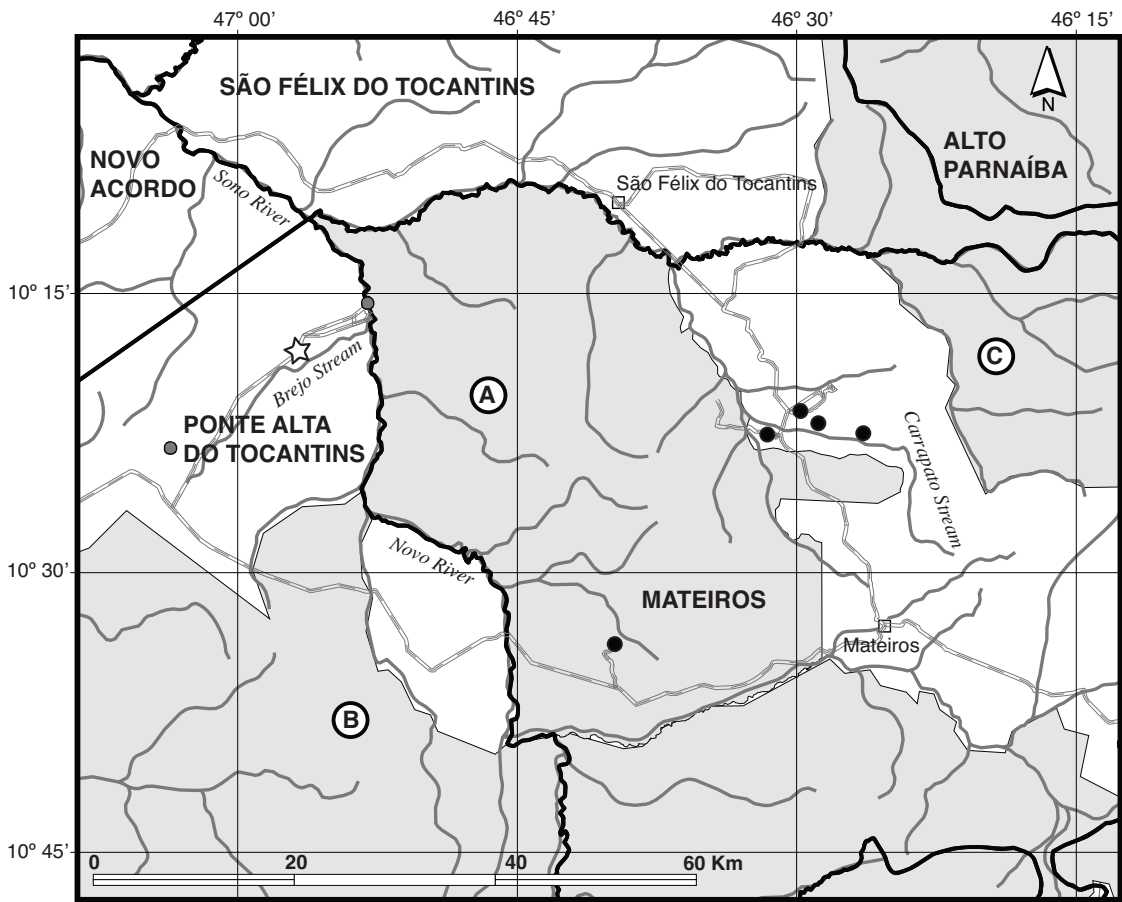 47º 00’ 46º 45’ 46º 30’ 46º 15’
SÃO FÉLIX DO TOCANTINS
N
NOVO
ACORDO
ALTO
PARNAÍBA
Sono River
São Félix do Tocantins
10º 15’
Brejo Stream
A
C
PONTE ALTA
DO TOCANTINS
Carrapato Stream
Novo River
10º 30’
MATEIROS
Mateiros
B
10º 45’
0 20 40 60 Km